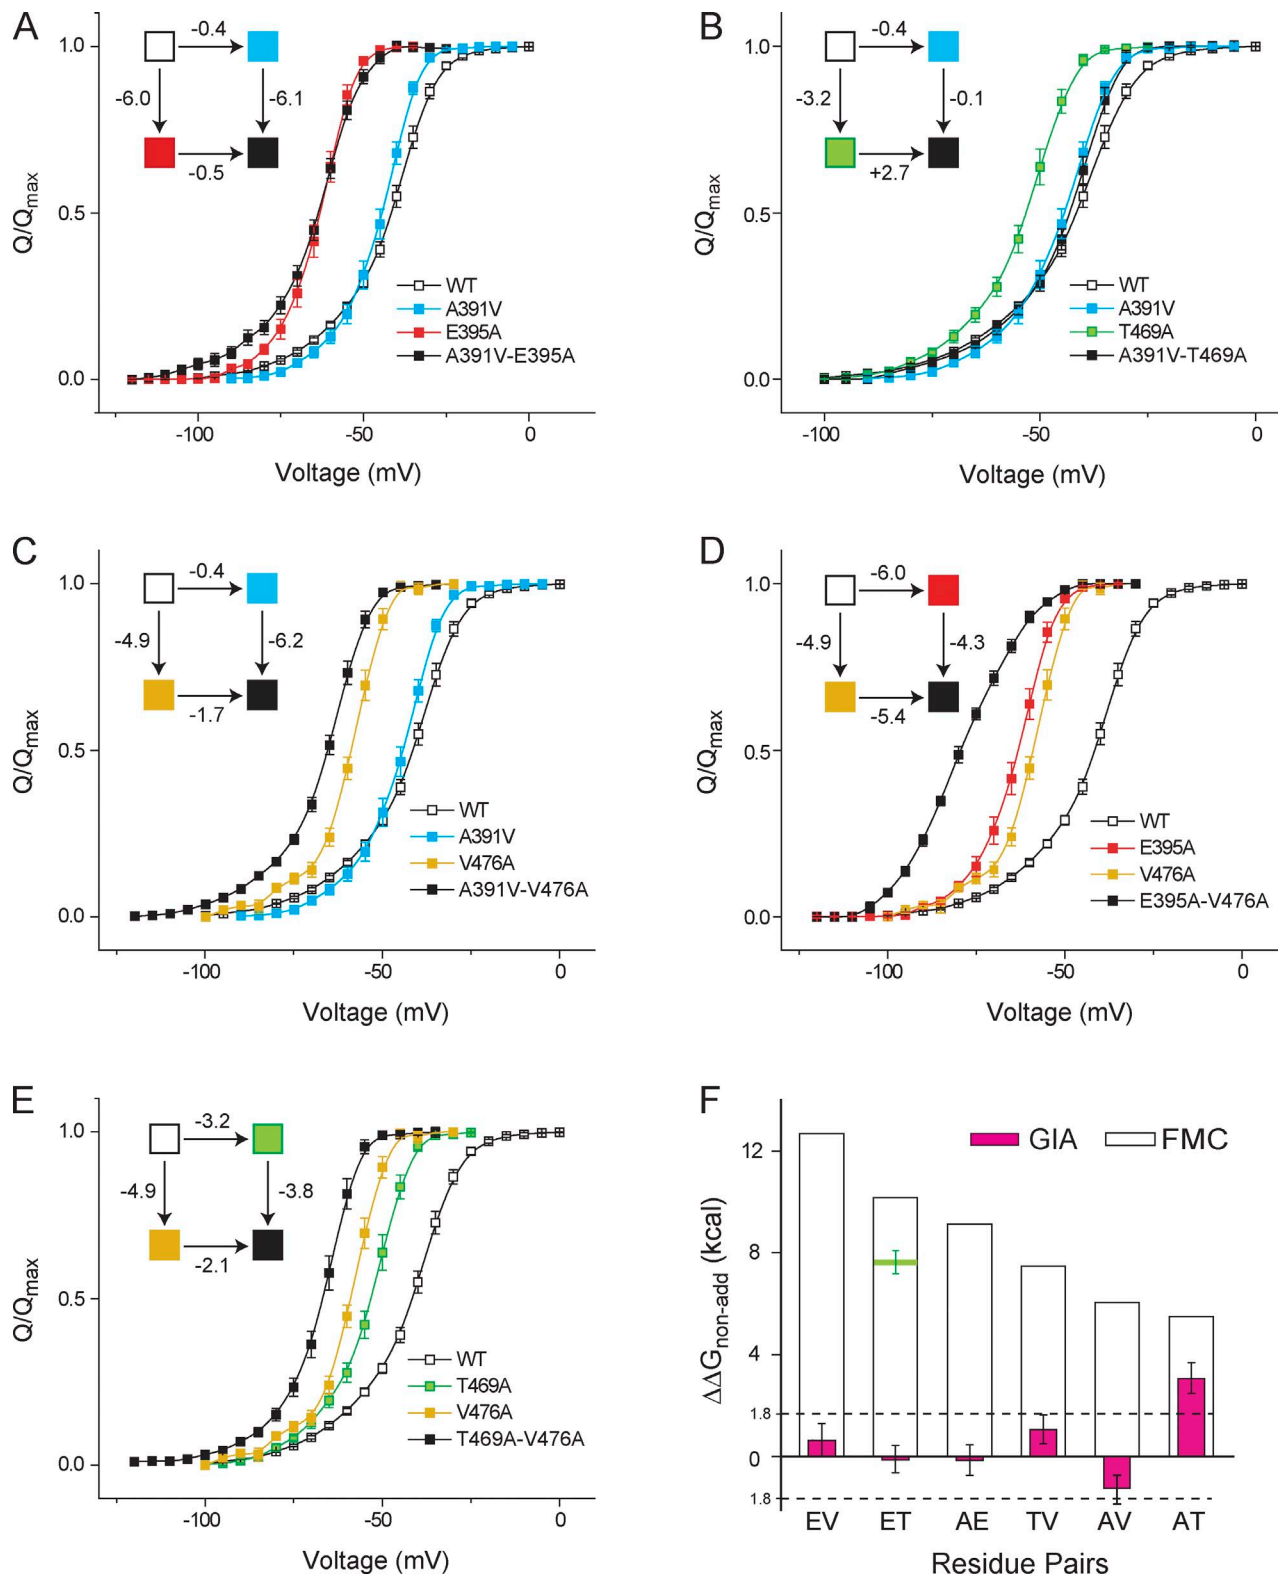 A
-0.4
-6.0
-6.1
-0.5
1.0
0.5
0.0
Q/Qmax
WT
A391V
E395A
A391V-E395A
-100
-50
0
Voltage (mV)
B
-0.4
-3.2
-0.1
+2.7
1.0
0.5
0.0
Q/Qmax
WT
A391V
T469A
A391V-T469A
-100
-50
0
Voltage (mV)
C
-0.4
-4.9
-6.2
-1.7
1.0
0.5
0.0
Q/Qmax
WT
A391V
V476A
A391V-V476A
-100
-50
0
Voltage (mV)
D
-6.0
-4.9
-4.3
-5.4
1.0
0.5
0.0
Q/Qmax
WT
E395A
V476A
E395A-V476A
-100
-50
0
Voltage (mV)
E
-3.2
-4.9
-3.8
-2.1
1.0
0.5
0.0
Q/Qmax
WT
T469A
V476A
T469A-V476A
-100
-50
0
Voltage (mV)
F
GIA
FMC
12
8
4
1.8
0
1.8
ΔΔGnon-add (kcal)
EV ET AE TV AV AT
Residue Pairs